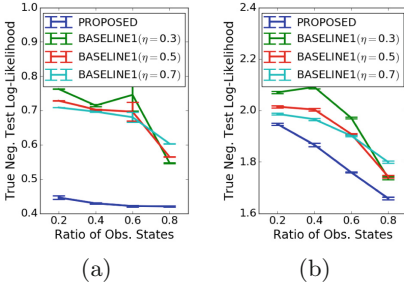 True Neg. Test Log-Likelihood
1.0
0.9
0.8
0.7
0.6
0.5
0.4
PROPOSED
BASELINE1(η = 0.3)
BASELINE1(η = 0.5)
BASELINE1(η = 0.7)
0.2 0.4 0.6 0.8
Ratio of Obs. States
(a)
True Neg. Test Log-Likelihood
2.4
2.2
2.0
1.8
1.6
PROPOSED
BASELINE1(η = 0.3)
BASELINE1(η = 0.5)
BASELINE1(η = 0.7)
0.2 0.4 0.6 0.8
Ratio of Obs. States
(b)